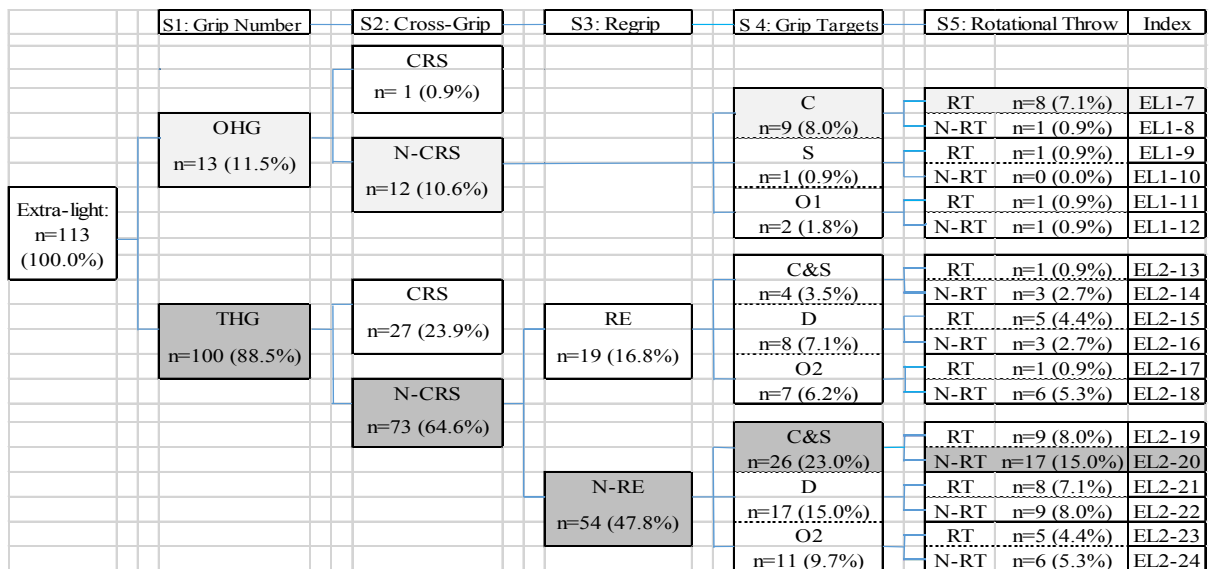 S1: Grip Number S2: Cross-Grip S3: Regrip S 4: Grip Targets S5: Rotational Throw Index
CRS
n= 1 (0.9%)
OHG
n=13 (11.5%)
N-CRS
n=12 (10.6%)
C
n=9 (8.0%)
S
n=1 (0.9%)
O1
n=2 (1.8%)
RT n=8 (7.1%) EL1-7
N-RT n=1 (0.9%) EL1-8
RT n=1 (0.9%) EL1-9
N-RT n=0 (0.0%) EL1-10
RT n=1 (0.9%) EL1-11
N-RT n=1 (0.9%) EL1-12
Extra-light:
n=113
(100.0%)
THG
n=100 (88.5%)
CRS
n=27 (23.9%)
N-CRS
n=73 (64.6%)
RE
n=19 (16.8%)
C&S
n=4 (3.5%)
D
n=8 (7.1%)
O2
n=7 (6.2%)
RT n=1 (0.9%) EL2-13
N-RT n=3 (2.7%) EL2-14
RT n=5 (4.4%) EL2-15
N-RT n=3 (2.7%) EL2-16
RT n=1 (0.9%) EL2-17
N-RT n=6 (5.3%) EL2-18
N-RE
n=54 (47.8%)
C&S
n=26 (23.0%)
D
n=17 (15.0%)
O2
n=11 (9.7%)
RT n=9 (8.0%) EL2-19
N-RT n=17 (15.0%) EL2-20
RT n=8 (7.1%) EL2-21
N-RT n=9 (8.0%) EL2-22
RT n=5 (4.4%) EL2-23
N-RT n=6 (5.3%) EL2-24